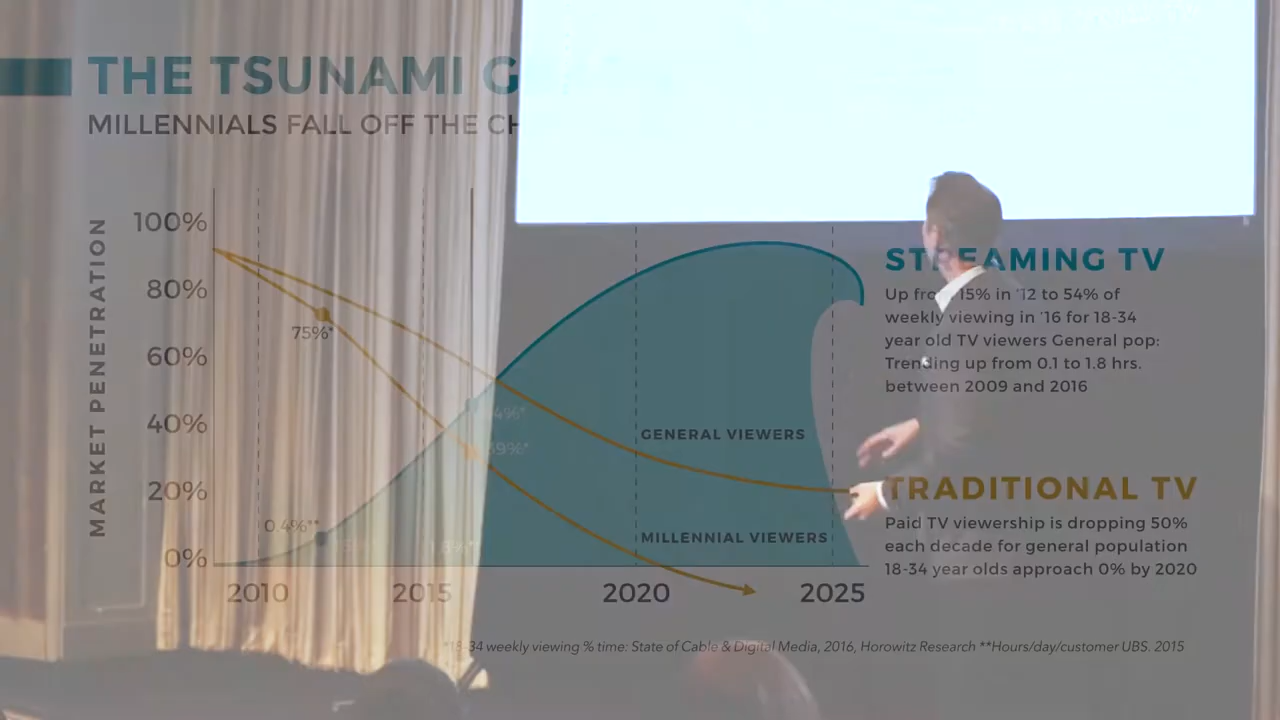 THE TSUNAMI
MILLENNIALS FALL OFF THE
MARKET PENETRATION
100%
80%
60%
40%
20%
0%
75%*
4%*
39%*
0.4%**
GENERAL VIEWERS
MILLENNIAL VIEWERS
2010 2015 2020 2025
STREAMING TV
Up from 15% in '12 to 54% of
weekly viewing in '16 for 18-34
year old TV viewers General pop:
Trending up from 0.1 to 1.8 hrs.
between 2009 and 2016
TRADITIONAL TV
Paid TV viewership is dropping 50%
each decade for general population
18-34 year olds approach 0% by 2020
*18-34 weekly viewing % time: State of Cable & Digital Media, 2016, Horowitz Research **Hours/day/customer UBS. 2015